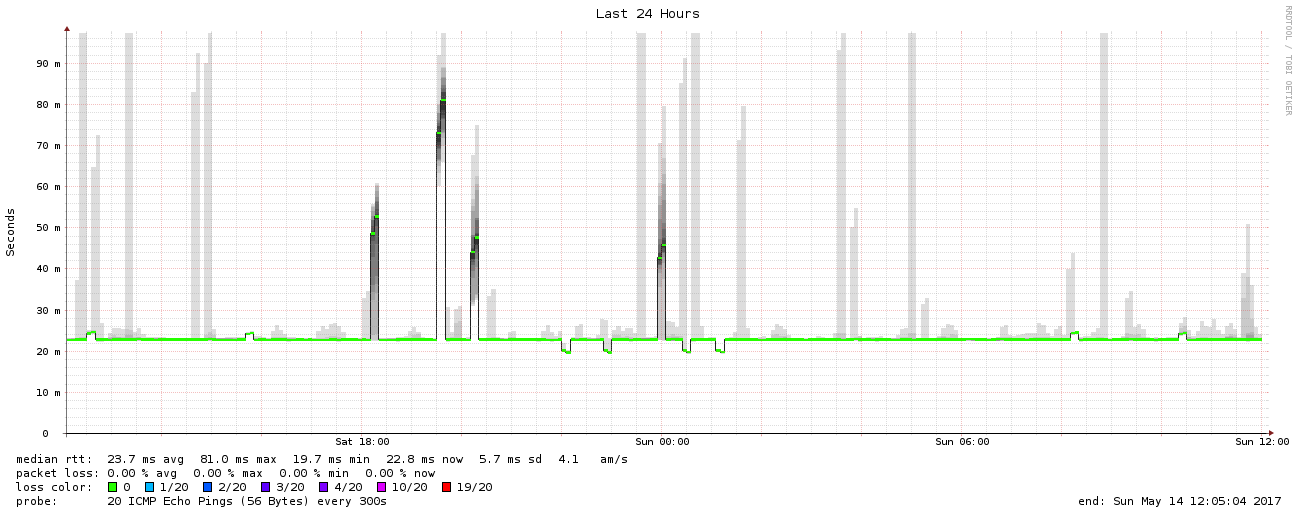 Last 24 Hours
RRDTOOL / TOBI OETIKER
Seconds
90 m
80 m
70 m
60 m
50 m
40 m
30 m
20 m
10 m
0
Sat 18:00 Sun 00:00 Sun 06:00 Sun 12:00
median rtt: 23.7 ms avg 81.0 ms max 19.7 ms min 22.8 ms now 5.7 ms sd 4.1 am/s
packet loss: 0.00 % avg 0.00 % max 0.00 % min 0.00 % now
loss color: 0 1/20 2/20 3/20 4/20 10/20 19/20
probe: 20 ICMP Echo Pings (56 Bytes) every 300s end: Sun May 14 12:05:04 2017